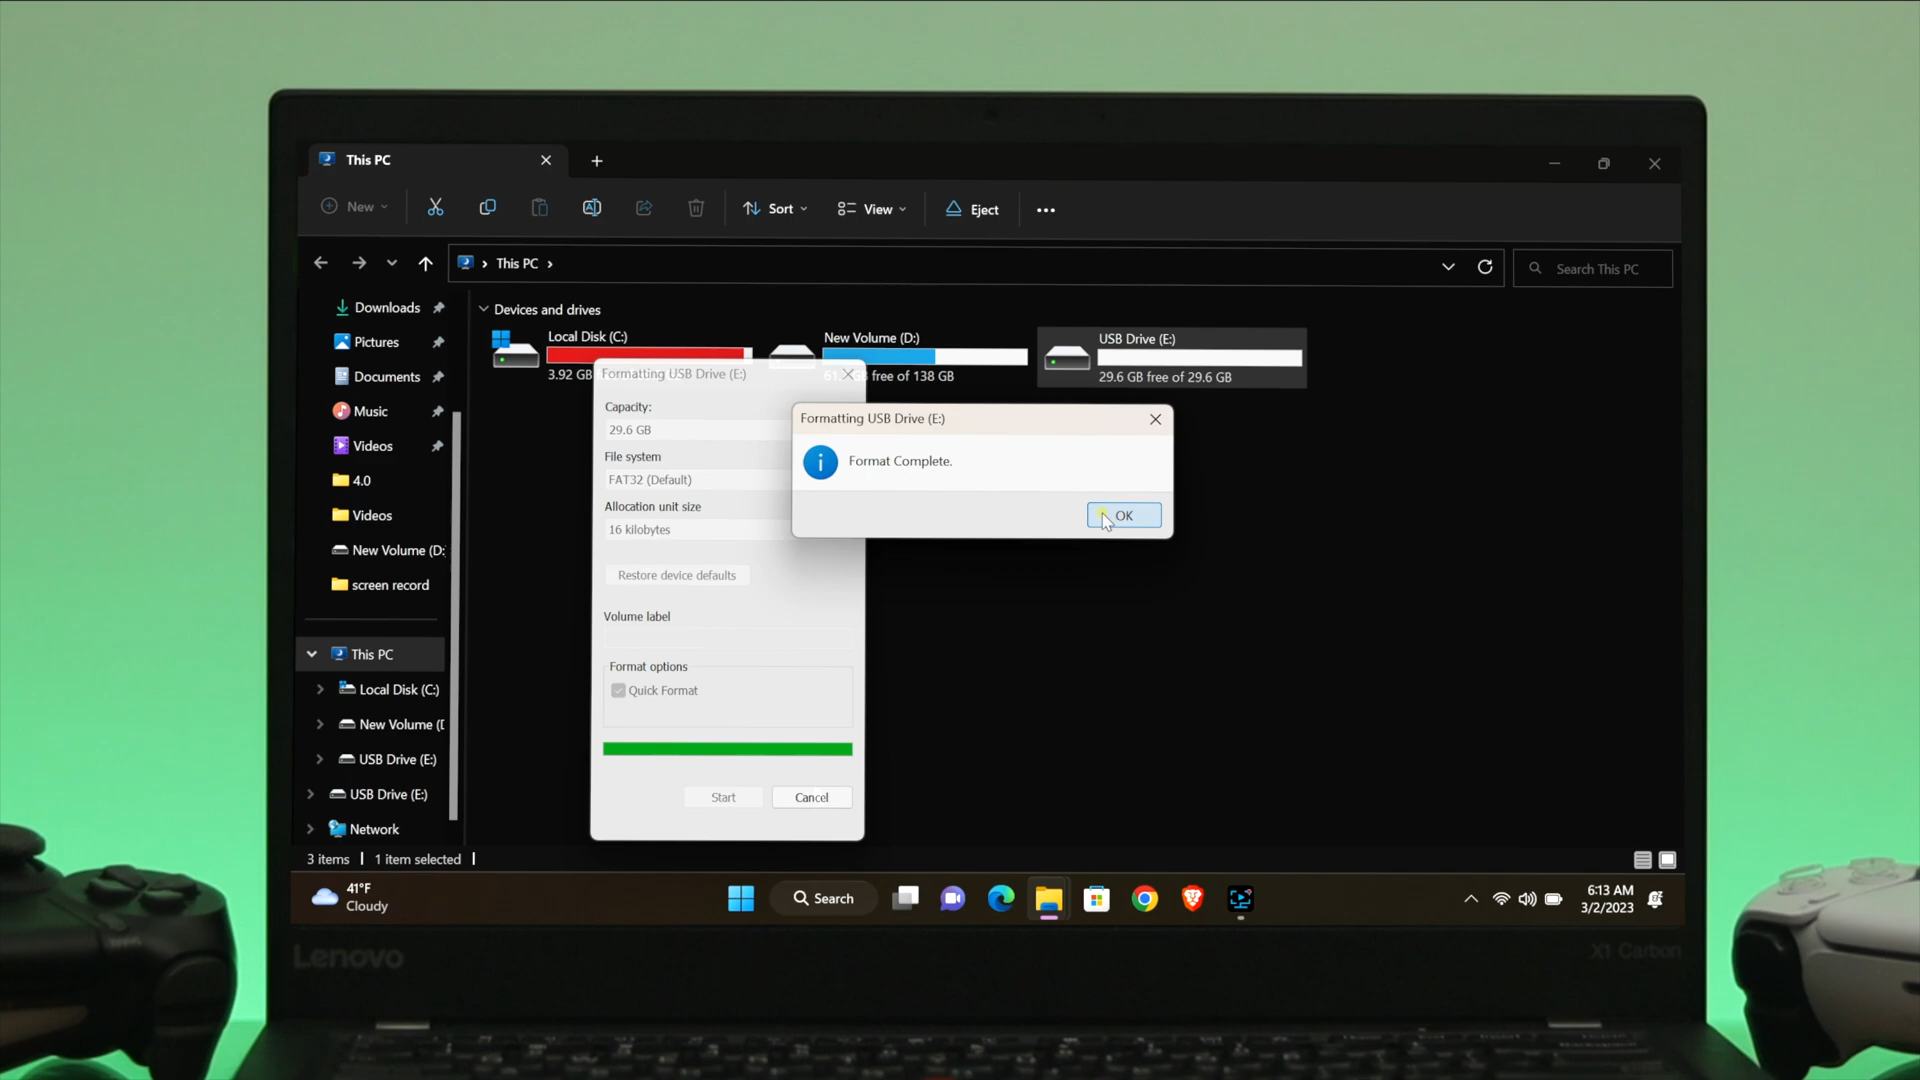 This PC
New
Sort
View
Eject
This PC
Search This PC
Downloads
Pictures
Documents
Music
Videos
4.0
Videos
New Volume (D:
screen record
This PC
Local Disk (C:)
New Volume (D
USB Drive (E:)
USB Drive (E:)
Network
Devices and drives
Local Disk (C:)
3.92 GB
New Volume (D:)
free of 138 GB
USB Drive (E:)
29.6 GB free of 29.6 GB
Formatting USB Drive (E:)
Capacity:
29.6 GB
File system
FAT32 (Default)
Allocation unit size
16 kilobytes
Restore device defaults
Volume label
Format options
Quick Format
Start
Cancel
Formatting USB Drive (E:)
Format Complete.
OK
3 items
1 item selected
41°F
Cloudy
Search
6:13 AM
3/2/2023
Lenovo
X1 Carbon